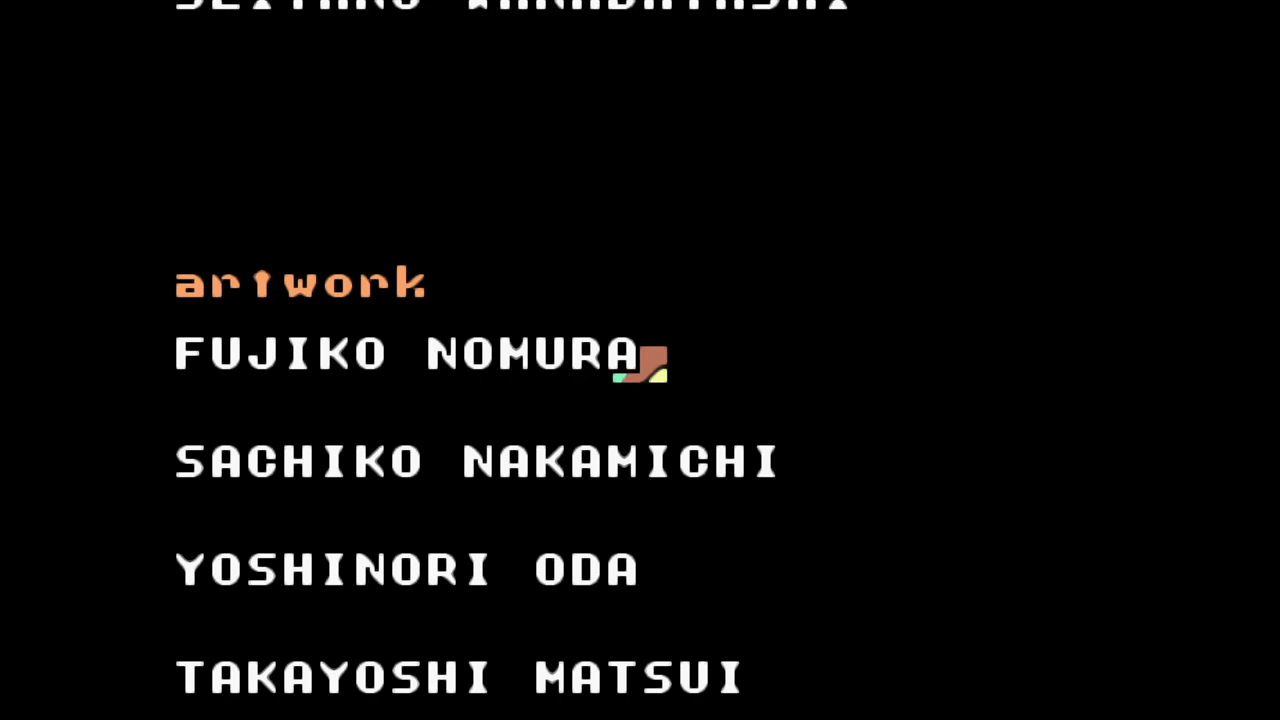 artwork
FUJIKO NOMURA
SACHIKO NAKAMICHI
YOSHINORI ODA
TAKAYOSHI MATSUI